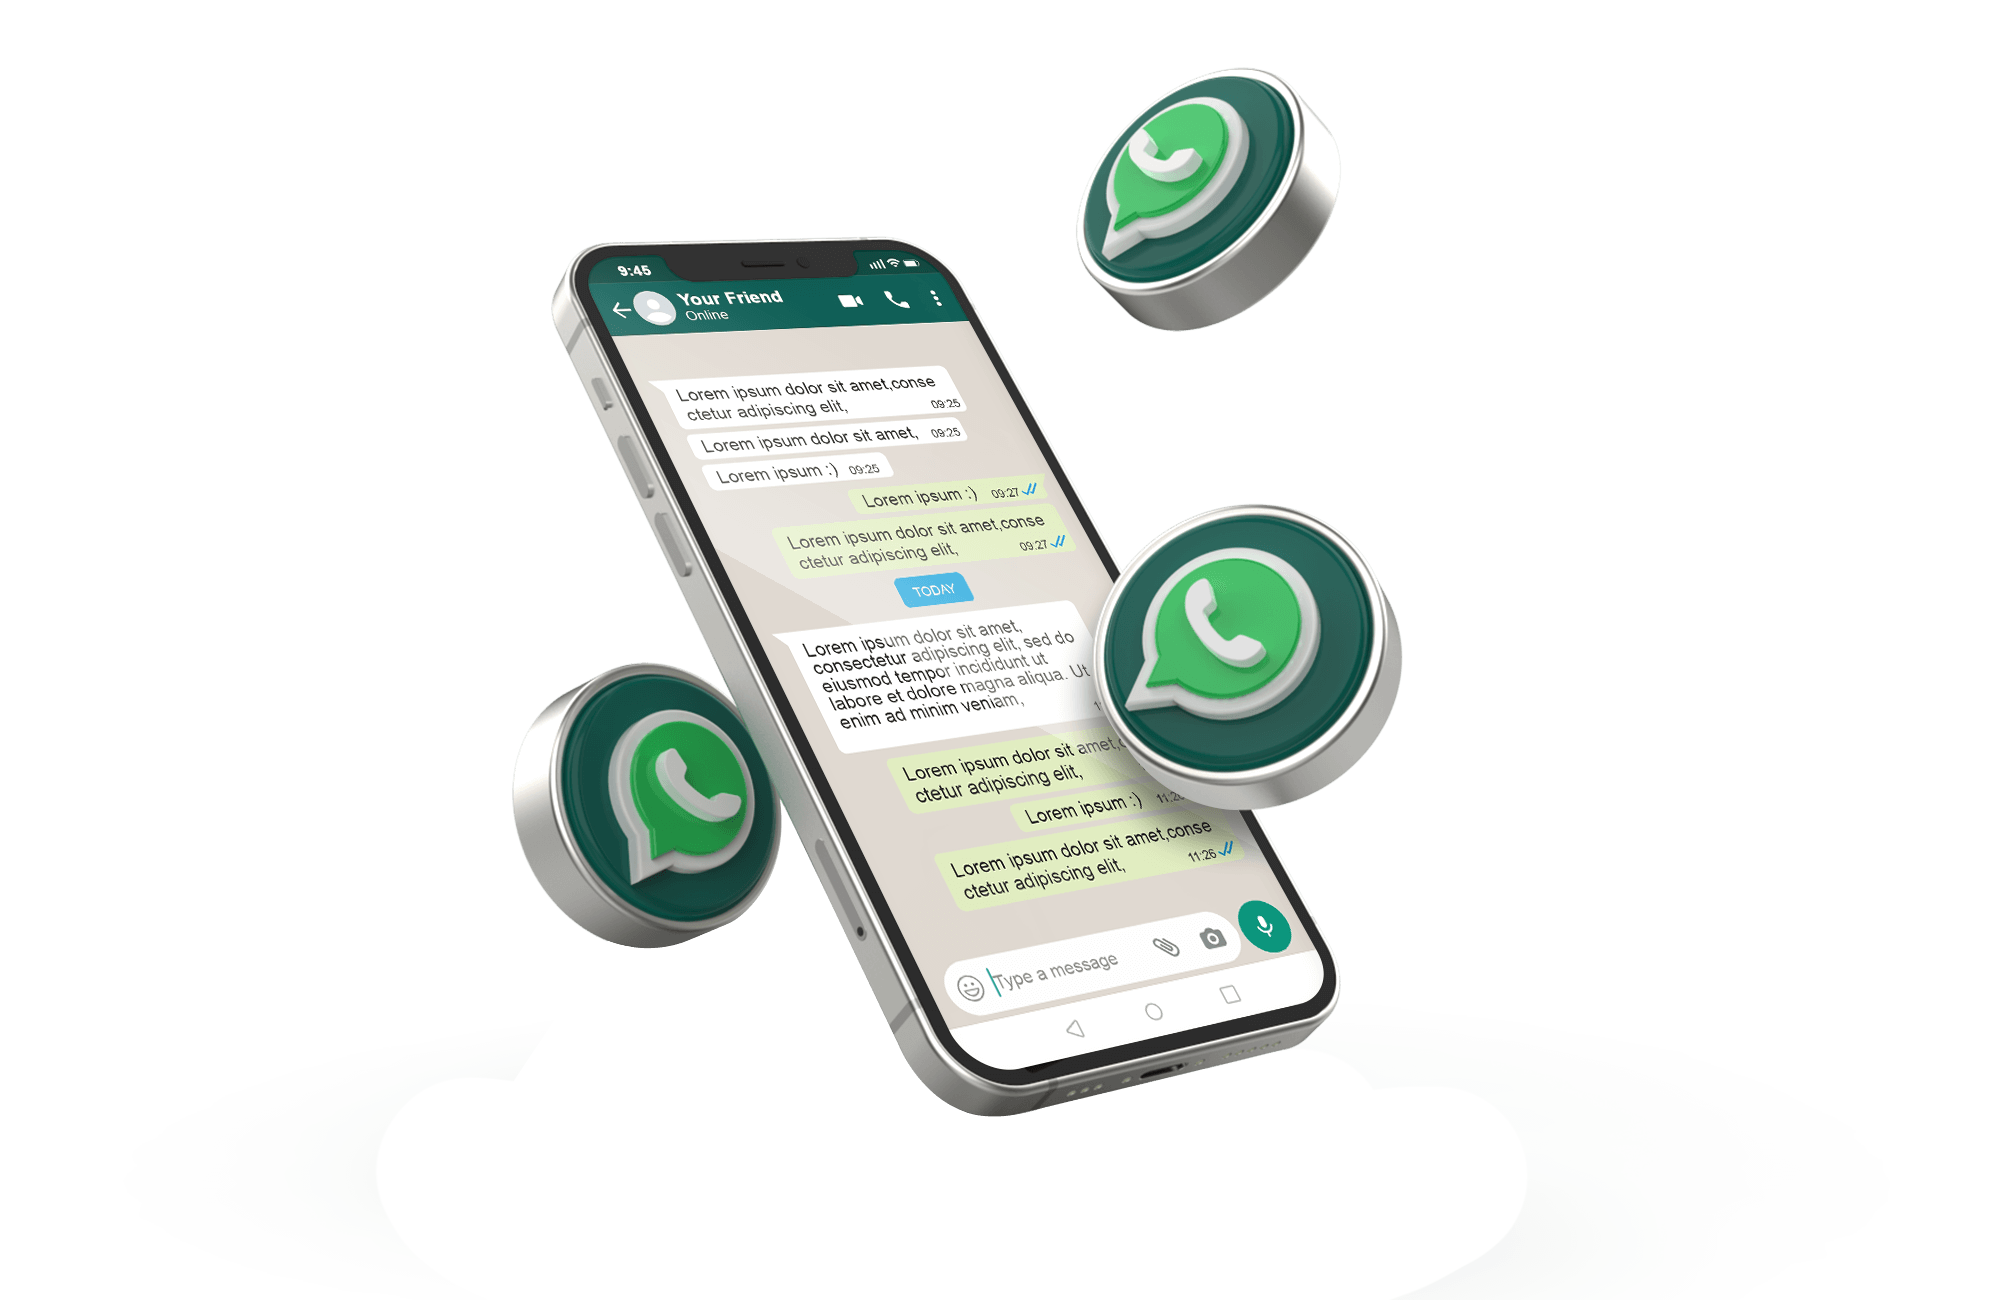 9:45
Your Friend
Online
Lorem ipsum dolor sit amet,conse
ctetur adipiscing elit,
09:25
Lorem ipsum dolor sit amet, 09:25
Lorem ipsum :) 09:25
Lorem ipsum :) 09:27
Lorem ipsum dolor sit amet,conse
ctetur adipiscing elit,
09:27
TODAY
Lorem ipsum dolor sit amet,
consectetur adipiscing elit, sed do
eiusmod tempor incididunt ut
labore et dolore magna aliqua. Ut
enim ad minim veniam,
Lorem ipsum dolor sit amet,
ctetur adipiscing elit,
Lorem ipsum :)
Lorem ipsum dolor sit amet,conse
ctetur adipiscing elit,
11:26
Type a message